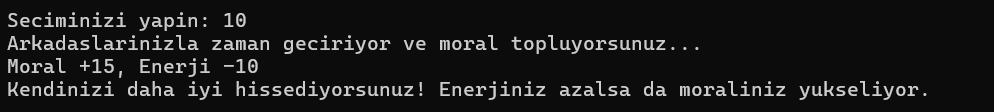 Seciminizi yapin: 10
Arkadaslarinizla zaman geciriyor ve moral topluyorsunuz...
Moral +15, Enerji -10
Kendinizi daha iyi hissediyorsunuz! Enerjiniz azalsa da moraliniz yukseliyor.